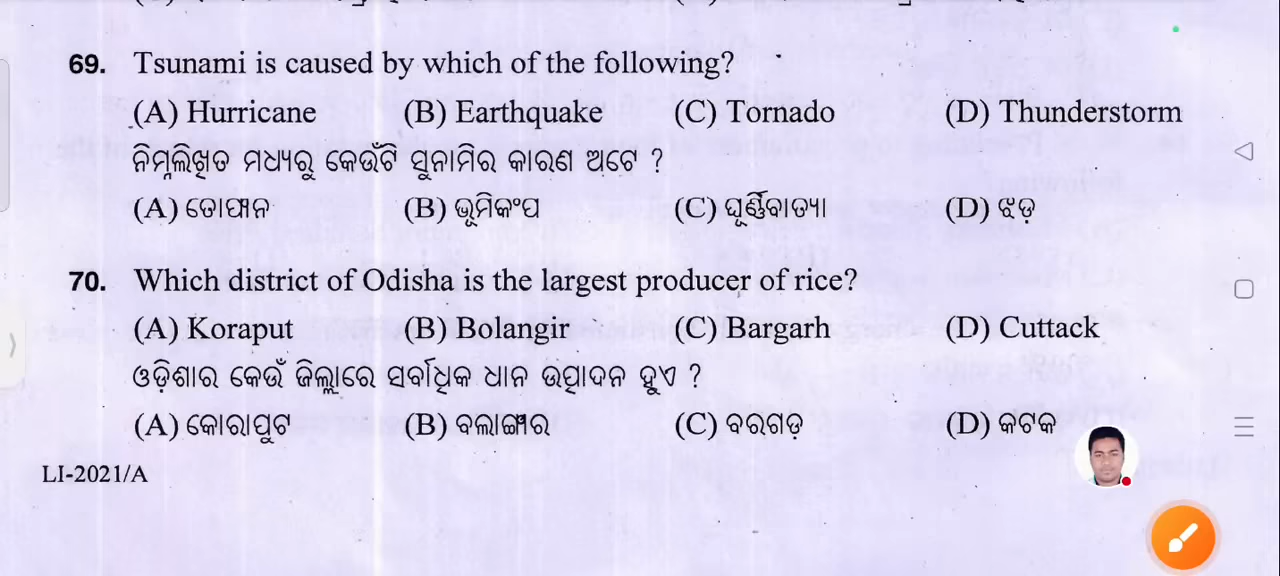 69. Tsunami is caused by which of the following?
(A) Hurricane (B) Earthquake (C) Tornado (D) Thunderstorm
ନିମ୍ନଲିଖିତ ମଧ୍ୟରୁ କେଉଁଟି ସୁନାମିର କାରଣ ଅଟେ ?
(A) ତୋଫାନ (B) ଭୂମିକଂପ (C) ଘୂର୍ଣ୍ଣିବାତ୍ୟା (D) ଝଡ଼
70. Which district of Odisha is the largest producer of rice?
(A) Koraput (B) Bolangir (C) Bargarh (D) Cuttack
ଓଡ଼ିଶାର କେଉଁ ଜିଲ୍ଲାରେ ସର୍ବାଧିକ ଧାନ ଉତ୍ପାଦନ ହୁଏ ?
(A) କୋରାପୁଟ (B) ବଲାଙ୍ଗୀର (C) ବରଗଡ଼ (D) କଟକ
LI-2021/A